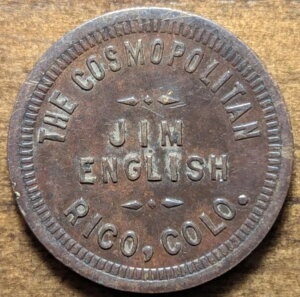 THE COSMOPOLITAN
JIM
ENGLISH
RICO, COLO.